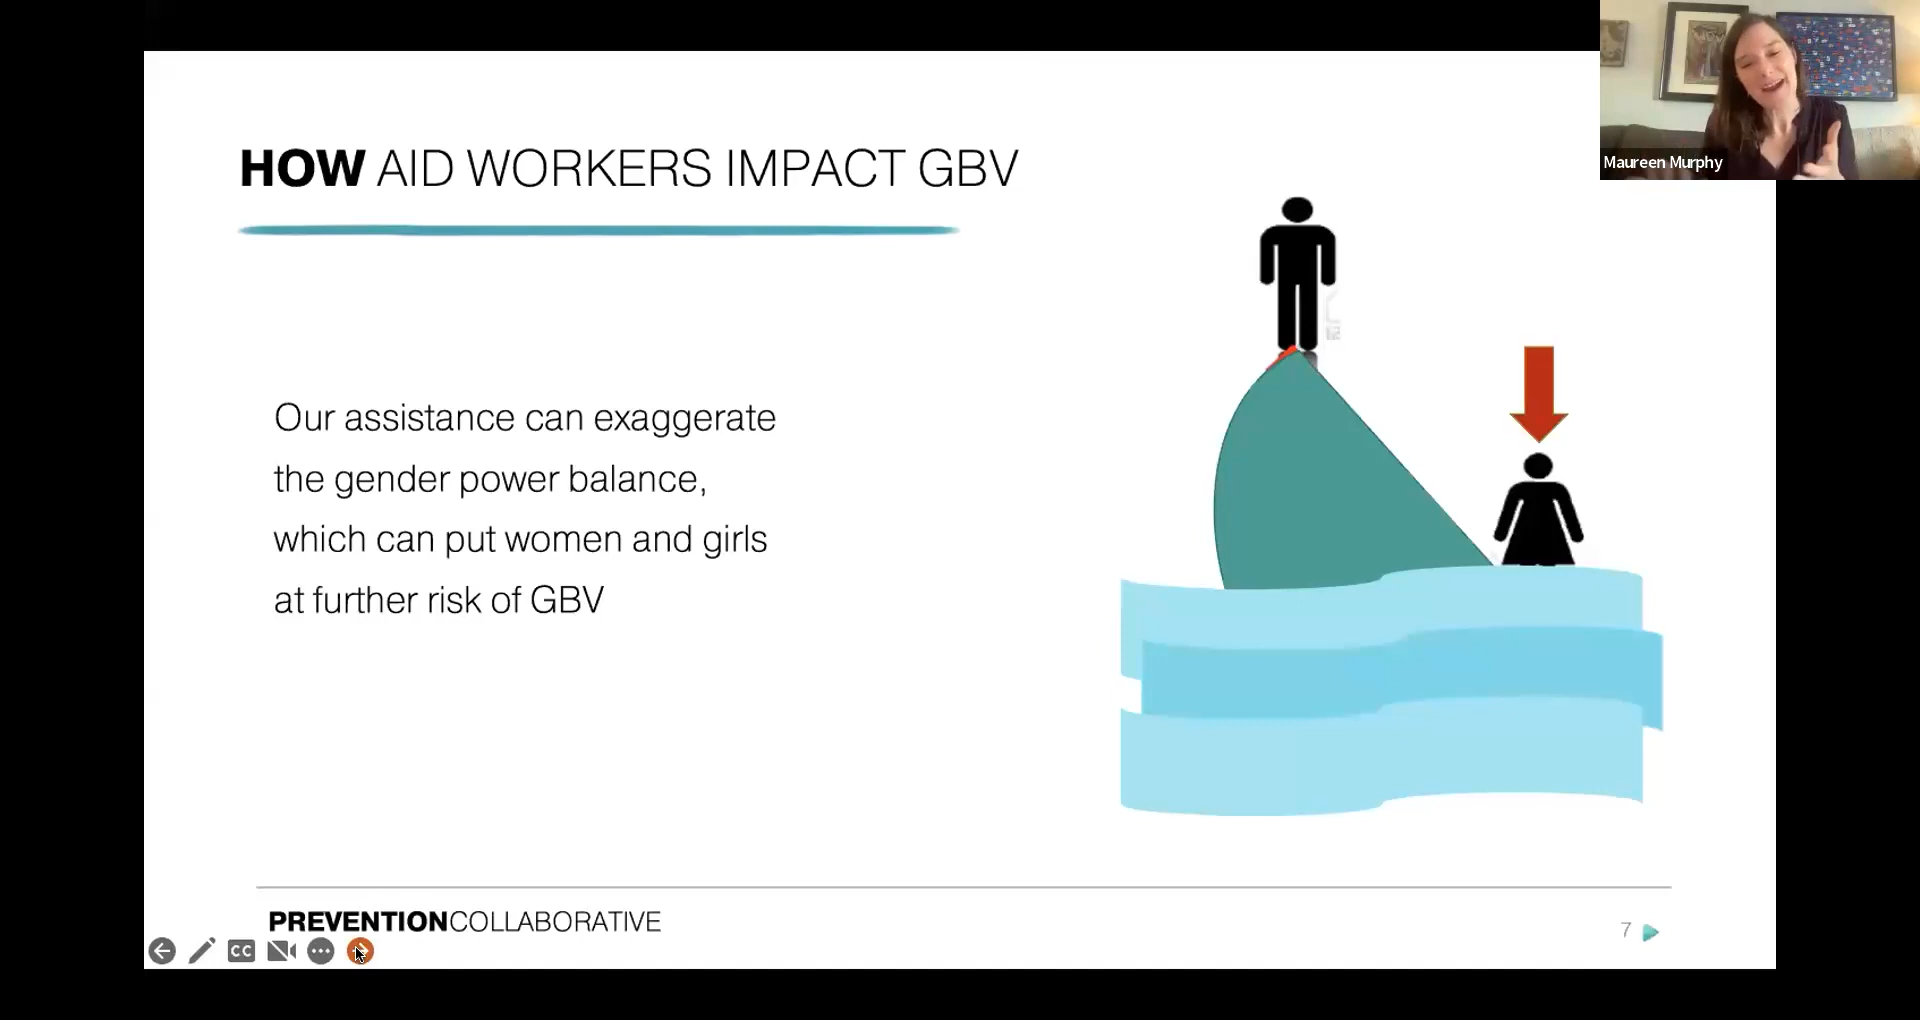 Maureen Murphy
HOW AID WORKERS IMPACT GBV
Our assistance can exaggerate
the gender power balance,
which can put women and girls
at further risk of GBV
PREVENTIONCOLLABORATIVE
7
CC